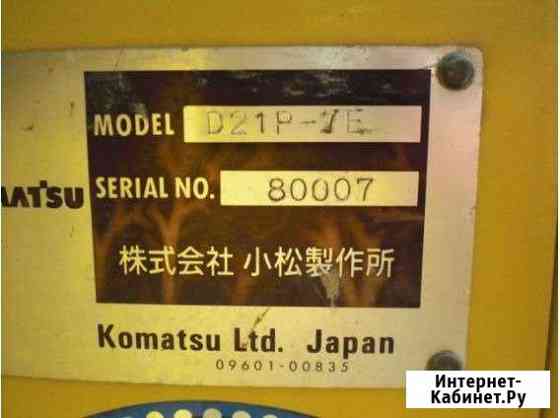 MODEL D21P-7E
SERIAL NO. 80007
MATSU
株式会社 小松製作所
Komatsu Ltd. Japan
09601-00835
Интернет-
Кабинет.Ру